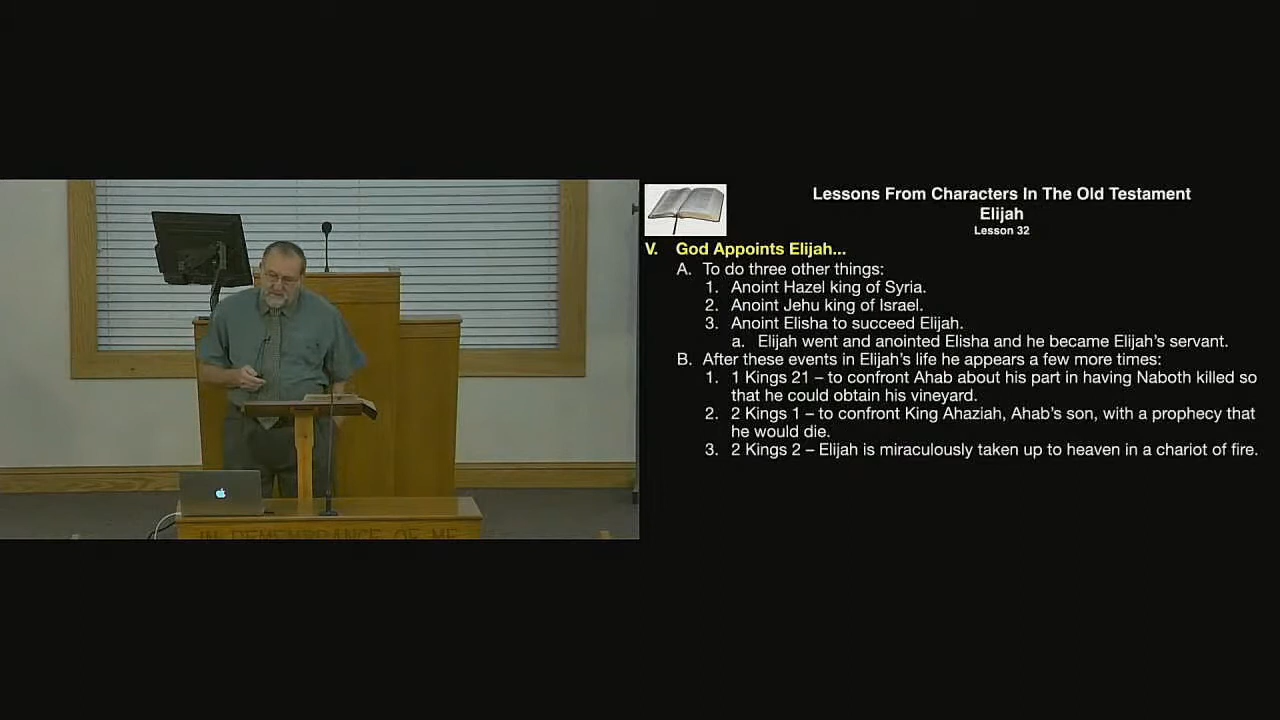 Lessons From Characters In The Old Testament
Elijah
Lesson 32
V. God Appoints Elijah...
A. To do three other things:
1. Anoint Hazel king of Syria.
2. Anoint Jehu king of Israel.
3. Anoint Elisha to succeed Elijah.
a. Elijah went and anointed Elisha and he became Elijah's servant.
B. After these events in Elijah's life he appears a few more times:
1. 1 Kings 21 – to confront Ahab about his part in having Naboth killed so
that he could obtain his vineyard.
2. 2 Kings 1 – to confront King Ahaziah, Ahab's son, with a prophecy that
he would die.
3. 2 Kings 2 – Elijah is miraculously taken up to heaven in a chariot of fire.
IN REMEMBRANCE OF ME